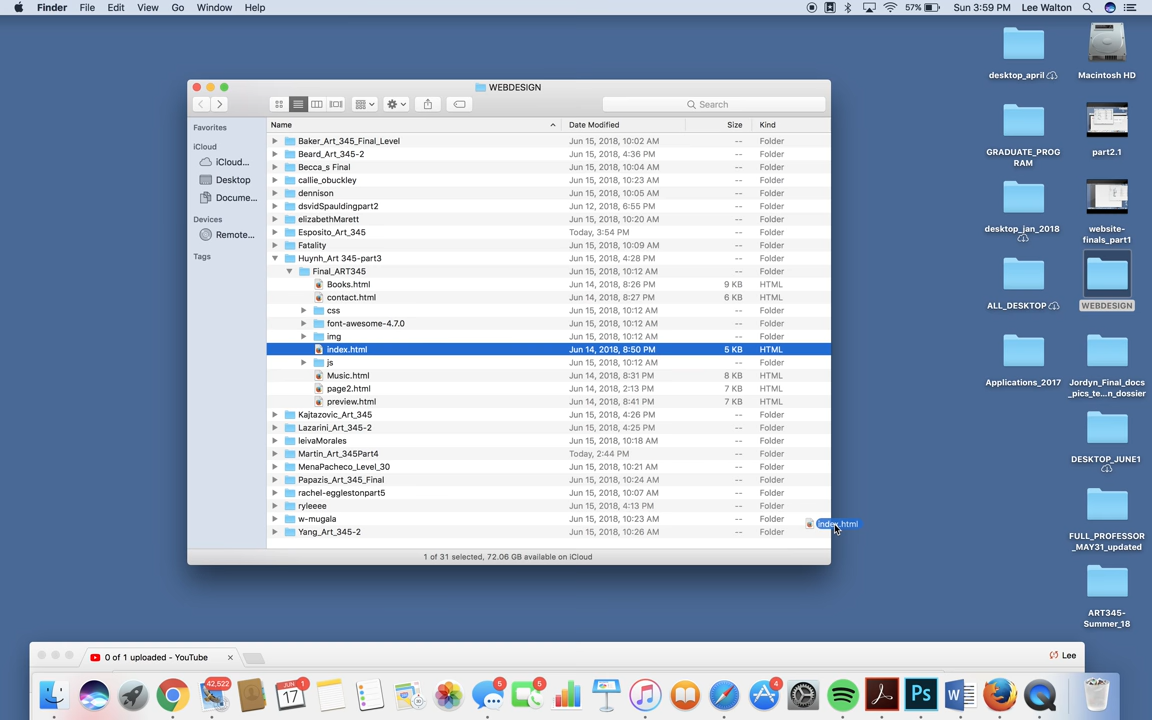 Finder File Edit View Go Window Help 57% Sun 3:59 PM Lee Walton
WEBDESIGN
Search
Favorites
iCloud
iCloud...
Desktop
Docume...
Devices
Remote...
Tags
Name Date Modified Size Kind
Baker_Art_345_Final_Level Jun 15, 2018, 10:02 AM -- Folder
Beard_Art_345-2 Jun 15, 2018, 4:36 PM -- Folder
Becca_s Final Jun 15, 2018, 10:04 AM -- Folder
callie_obuckley Jun 15, 2018, 10:23 AM -- Folder
dennison Jun 15, 2018, 10:05 AM -- Folder
dsvidSpauldingpart2 Jun 12, 2018, 6:55 PM -- Folder
elizabethMarett Jun 15, 2018, 10:20 AM -- Folder
Esposito_Art_345 Today, 3:54 PM -- Folder
Fatality Jun 15, 2018, 10:09 AM -- Folder
Huynh_Art 345-part3 Jun 15, 2018, 4:28 PM -- Folder
Final_ART345 Jun 15, 2018, 10:12 AM -- Folder
Books.html Jun 14, 2018, 8:26 PM 9 KB HTML
contact.html Jun 14, 2018, 8:27 PM 6 KB HTML
css Jun 15, 2018, 10:12 AM -- Folder
font-awesome-4.7.0 Jun 15, 2018, 10:12 AM -- Folder
img Jun 15, 2018, 10:12 AM -- Folder
index.html Jun 14, 2018, 8:50 PM 5 KB HTML
js Jun 15, 2018, 10:12 AM -- Folder
Music.html Jun 14, 2018, 8:31 PM 8 KB HTML
page2.html Jun 14, 2018, 2:13 PM 7 KB HTML
preview.html Jun 14, 2018, 8:41 PM 7 KB HTML
Kajtazovic_Art_345 Jun 15, 2018, 4:26 PM -- Folder
Lazarini_Art_345-2 Jun 15, 2018, 4:25 PM -- Folder
leivaMorales Jun 15, 2018, 10:18 AM -- Folder
Martin_Art_345Part4 Today, 2:44 PM -- Folder
MenaPacheco_Level_30 Jun 15, 2018, 10:21 AM -- Folder
Papazis_Art_345_Final Jun 15, 2018, 10:24 AM -- Folder
rachel-egglestonpart5 Jun 15, 2018, 10:07 AM -- Folder
ryleeee Jun 15, 2018, 4:13 PM -- Folder
w-mugala Jun 15, 2018, 10:23 AM -- Folder
Yang_Art_345-2 Jun 15, 2018, 10:26 AM -- Folder
index.html
1 of 31 selected, 72.06 GB available on iCloud
desktop_april
Macintosh HD
GRADUATE_PROG
RAM
part2.1
desktop_jan_2018
website-
finals_part1
ALL_DESKTOP
WEBDESIGN
Applications_2017
Jordyn_Final_docs
_pics_te...n_dossier
DESKTOP_JUNE1
FULL_PROFESSOR
_MAY31_updated
ART345-
Summer_18
0 of 1 uploaded - YouTube
Lee
42,522
JUN
17
1
5
5
4
Ps
W